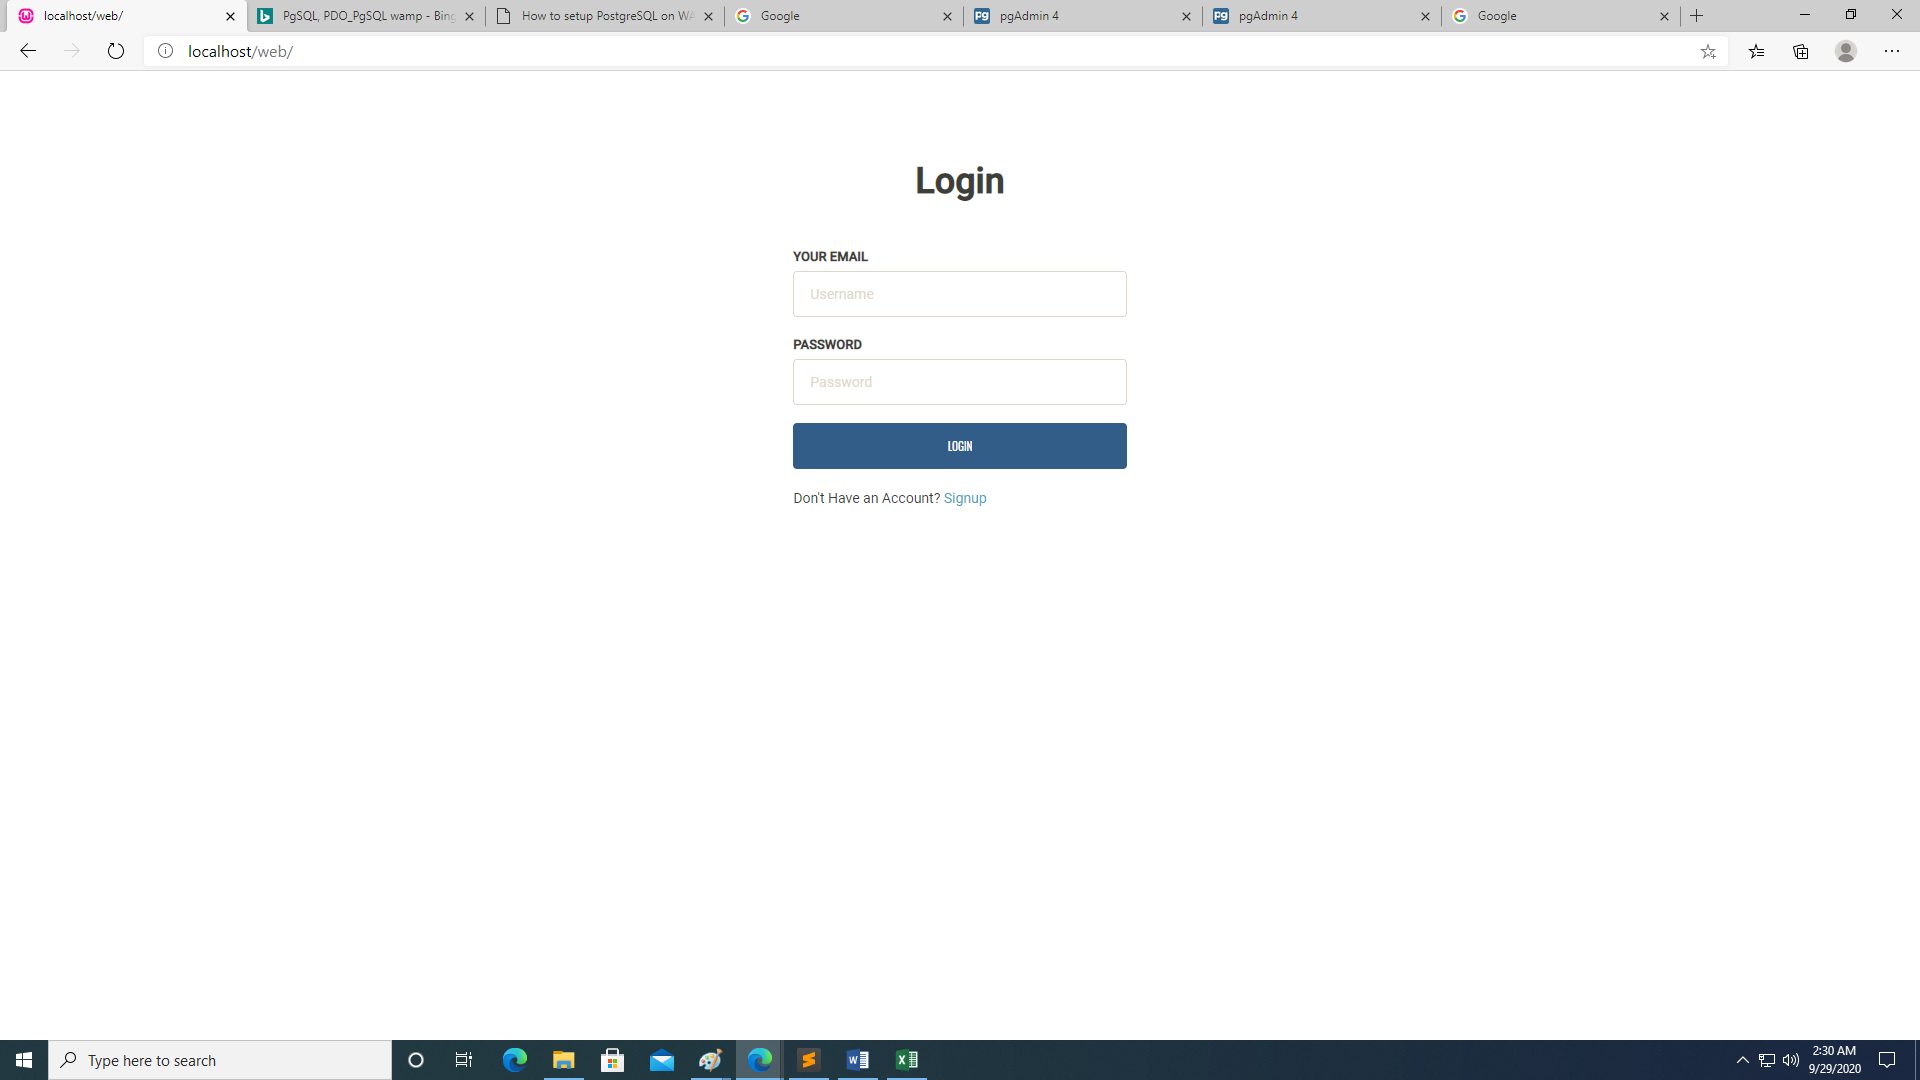 localhost/web/
PgSQL, PDO_PgSQL wamp - Bing
How to setup PostgreSQL on WA
Google
pgAdmin 4
pgAdmin 4
Google
localhost/web/
Login
YOUR EMAIL
Username
PASSWORD
Password
LOGIN
Don't Have an Account? Signup
Type here to search
2:30 AM
9/29/2020